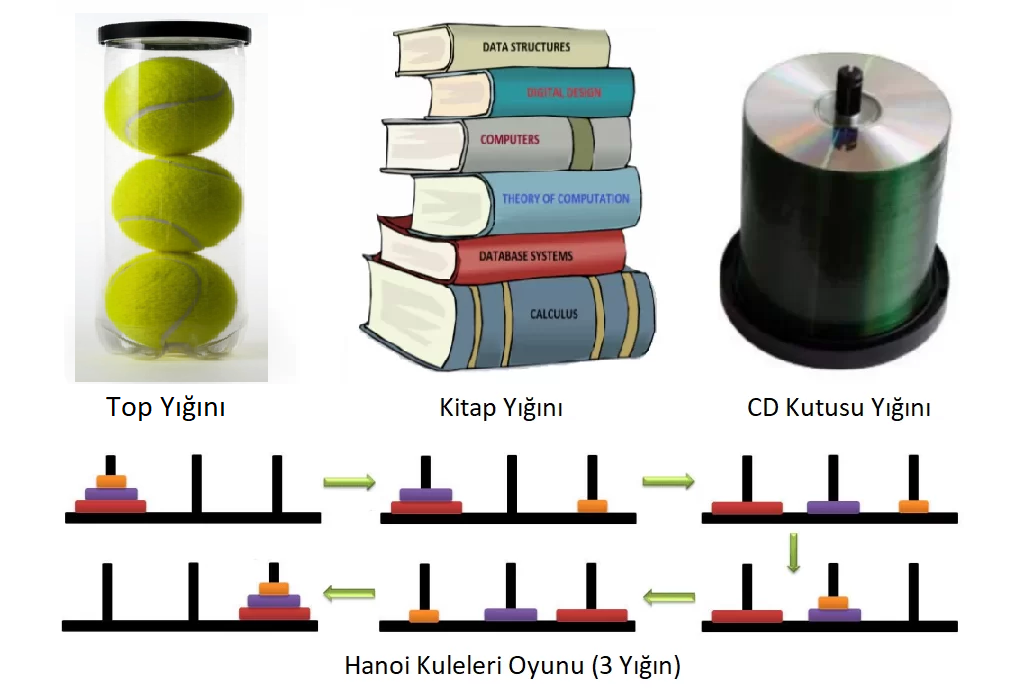 DATA STRUCTURES
DIGITAL DESIGN
COMPUTERS
THEORY OF COMPUTATION
DATABASE SYSTEMS
CALCULUS
Top Yığını
Kitap Yığını
CD Kutusu Yığını
Hanoi Kuleleri Oyunu (3 Yığın)